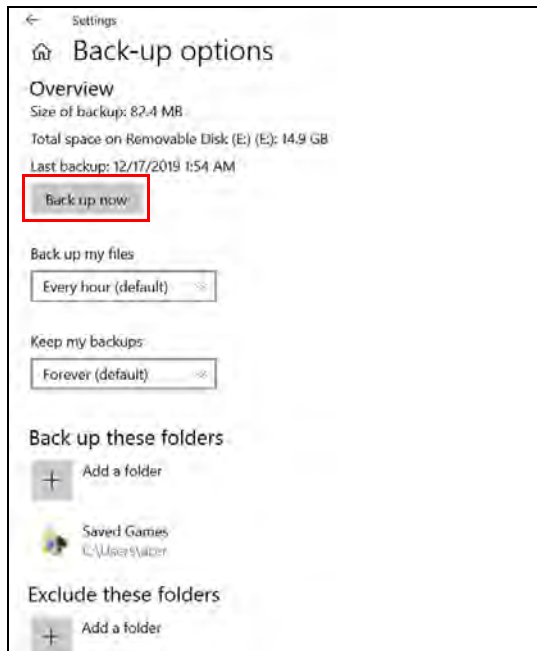 Settings
Back-up options
Overview
Size of backup: 82.4 MB
Total space on Removable Disk (E:) (E:): 14.9 GB
Last backup: 12/17/2019 1:54 AM
Back up now
Back up my files
Every hour (default)
Keep my backups
Forever (default)
Back up these folders
Add a folder
Saved Games
C:\Users\acer
Exclude these folders
Add a folder